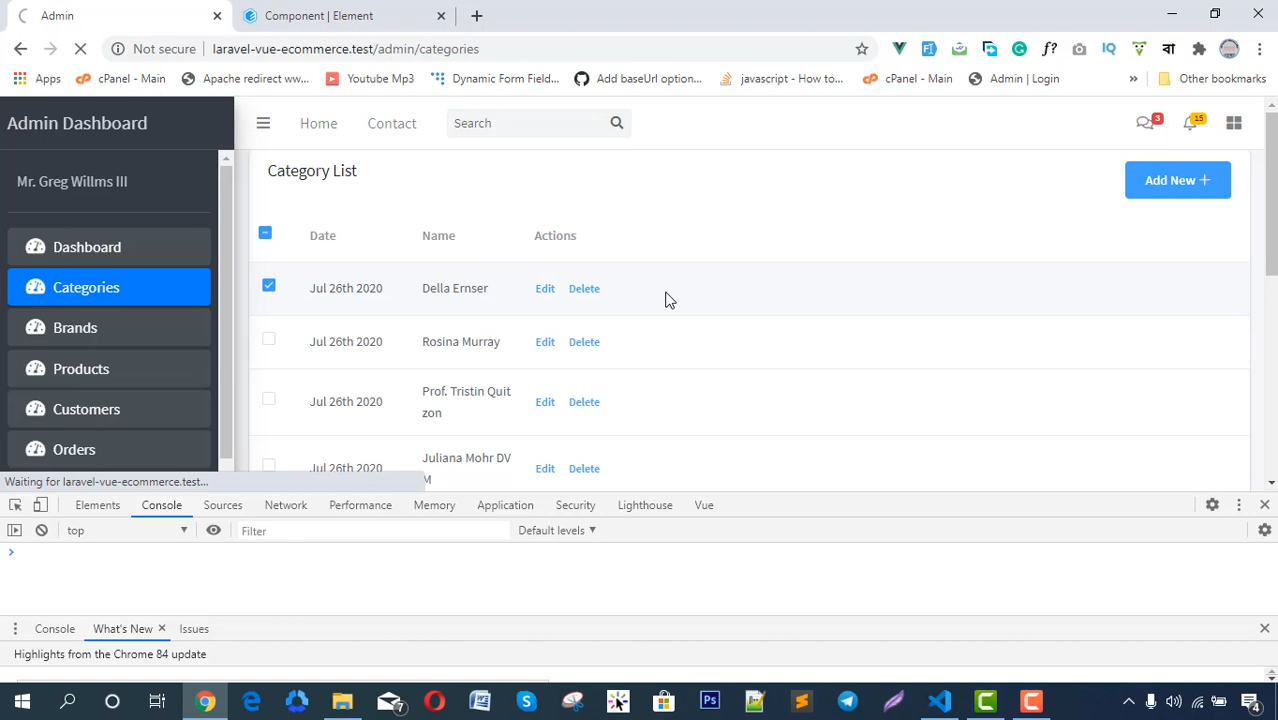 Admin
Component | Element
Not secure
laravel-vue-ecommerce.test/admin/categories
f?
IQ
বা
Apps
cPanel - Main
Apache redirect ww...
Youtube Mp3
Dynamic Form Field...
Add baseUrl option...
javascript - How to...
cPanel - Main
Admin | Login
»
Other bookmarks
Admin Dashboard
Home
Contact
Search
3
15
Mr. Greg Willms III
Dashboard
Categories
Brands
Products
Customers
Orders
Category List
Add New +
Date Name Actions
Jul 26th 2020 Della Ernser Edit Delete
Jul 26th 2020 Rosina Murray Edit Delete
Jul 26th 2020 Prof. Tristin Quit
zon Edit Delete
Jul 26th 2020 Juliana Mohr DV
M Edit Delete
Waiting for laravel-vue-ecommerce.test...
Elements Console Sources Network Performance Memory Application Security Lighthouse Vue
top
Filter
Default levels ▼
>
Console What's New × Issues
Highlights from the Chrome 84 update
7
Ps
4